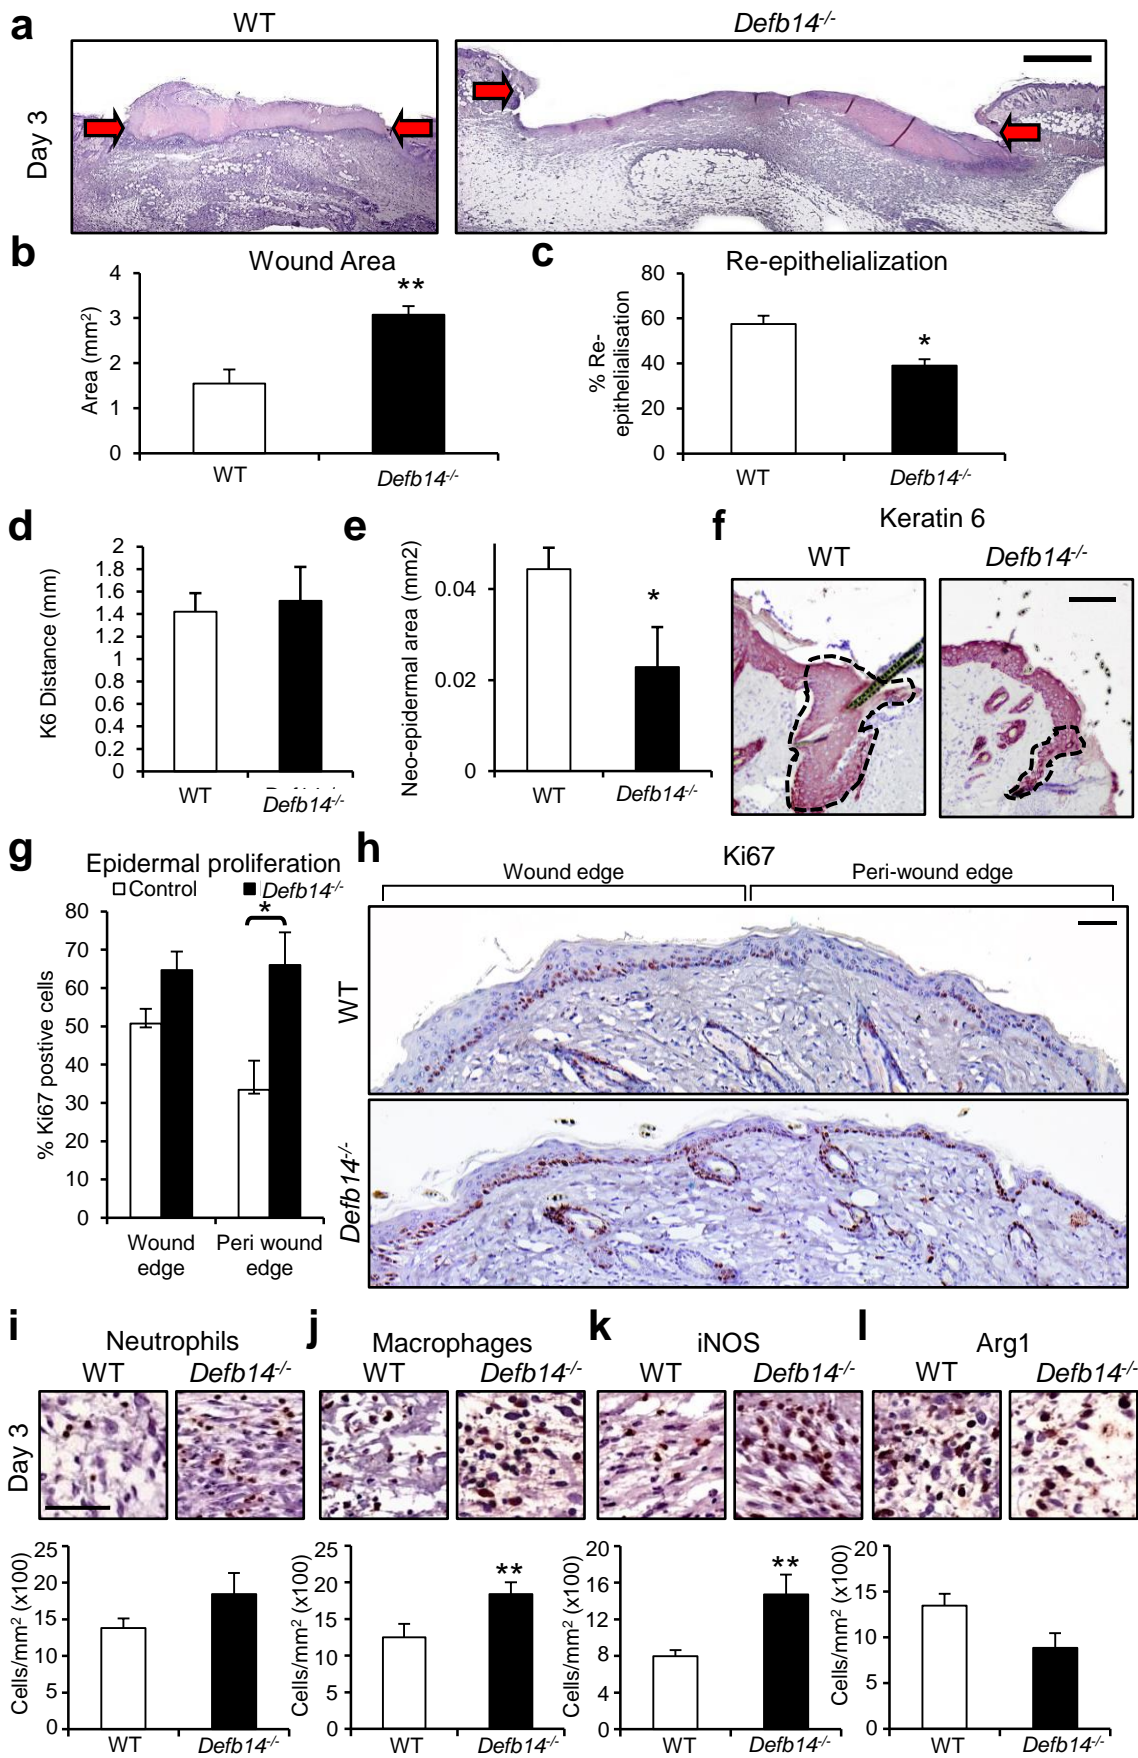 a
WT
Defb14-/-
Day 3
b
Wound Area
Area (mm2)
4
3
2
1
0
**
WT
Defb14-/-
c
Re-epithelialization
% Re-
epithelialisation
80
60
40
20
0
*
WT
Defb14-/-
d
K6 Distance (mm)
2
1.8
1.6
1.4
1.2
1
0.8
0.6
0.4
0.2
0
WT
Defb14-/-
e
Neo-epidermal area (mm2)
0.04
0.02
0
*
WT
Defb14-/-
f
Keratin 6
WT
Defb14-/-
g
Epidermal proliferation
Control
Defb14-/-
% Ki67 postive cells
80
70
60
50
40
30
20
10
0
*
Wound
edge
Peri wound
edge
h
Ki67
Wound edge
Peri-wound edge
WT
Defb14-/-
i
Neutrophils
WT
Defb14-/-
Day 3
Cells/mm2 (x100)
25
20
15
10
5
0
WT
Defb14-/-
j
Macrophages
WT
Defb14-/-
Cells/mm2 (x100)
25
20
15
10
5
0
**
WT
Defb14-/-
k
iNOS
WT
Defb14-/-
Cells/mm2 (x100)
20
16
12
8
4
0
**
WT
Defb14-/-
l
Arg1
WT
Defb14-/-
Cells/mm2 (x100)
20
15
10
5
0
WT
Defb14-/-